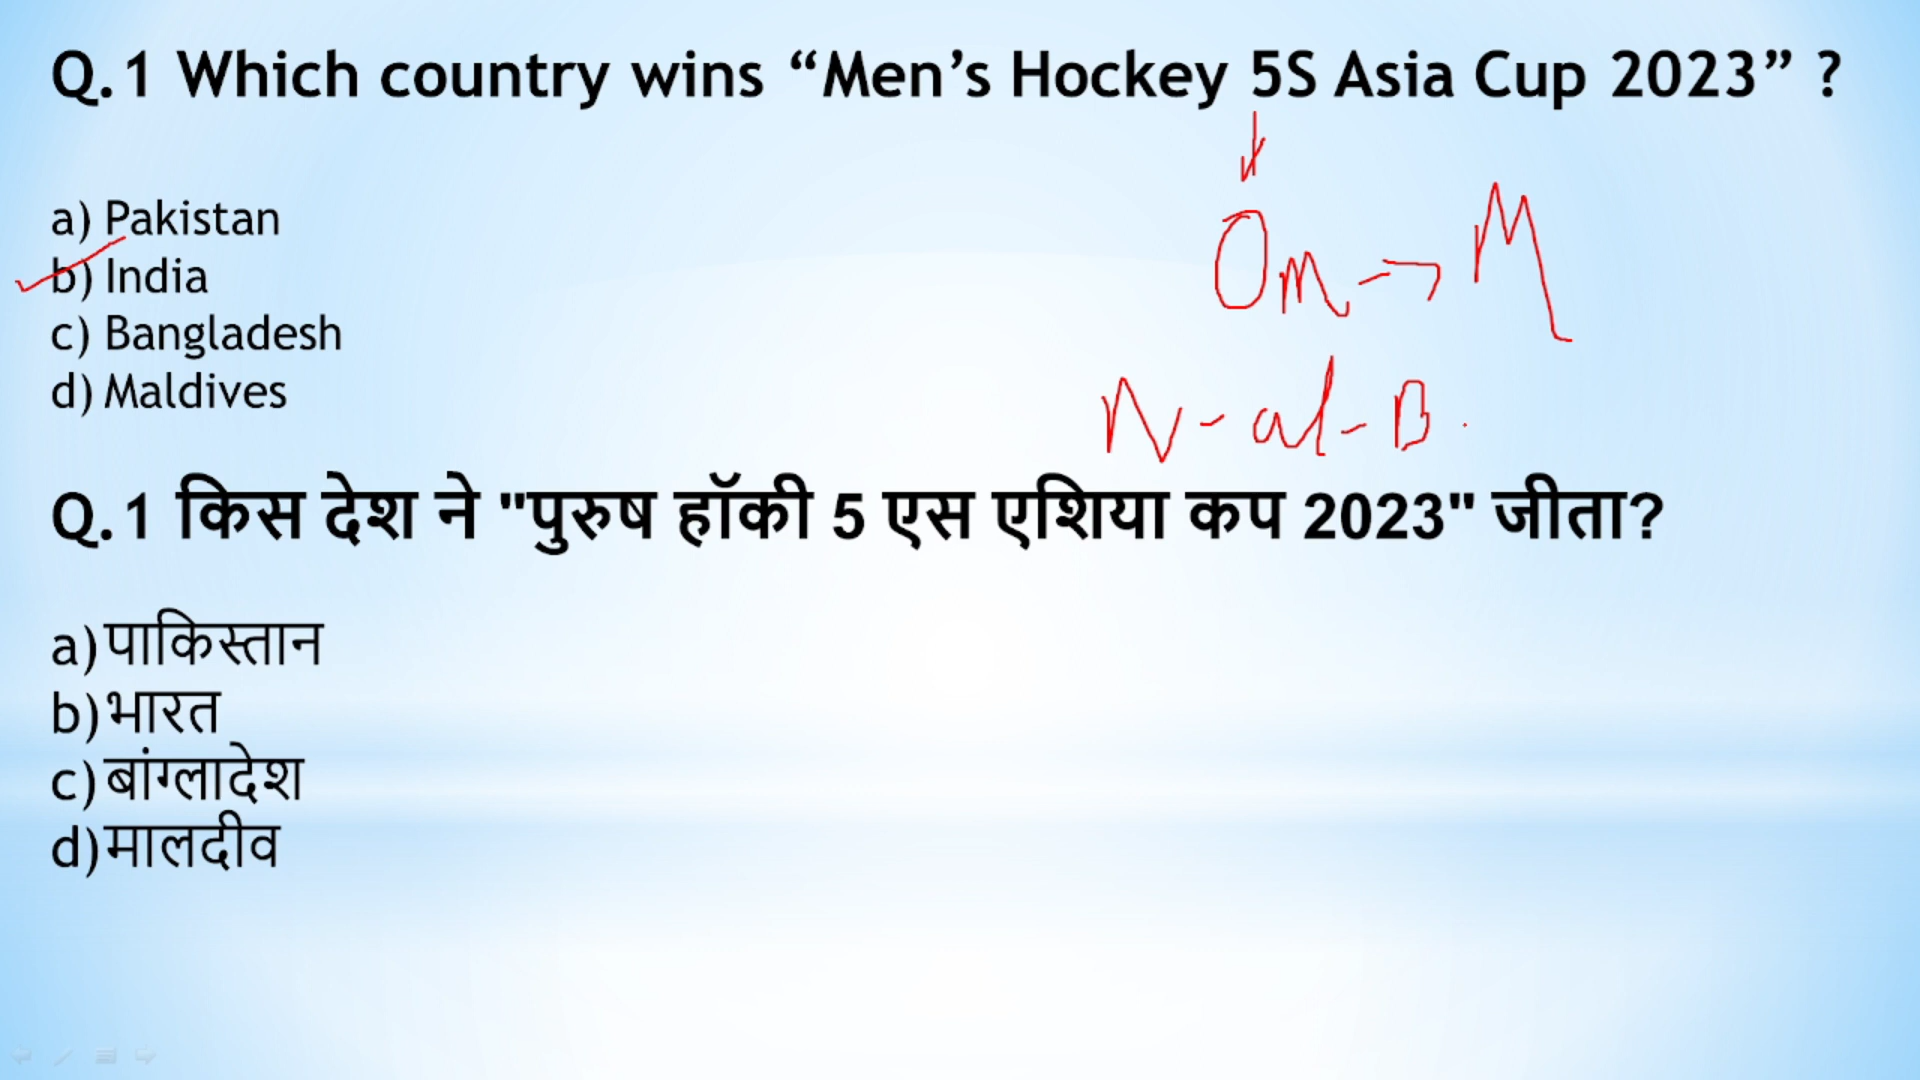 Q.1 Which country wins “Men’s Hockey 5S Asia Cup 2023” ?
a) Pakistan
b) India
c) Bangladesh
d) Maldives
Om → M
N - al - B.
Q.1 किस देश ने "पुरुष हॉकी 5 एस एशिया कप 2023" जीता?
a) पाकिस्तान
b) भारत
c) बांग्लादेश
d) मालदीव